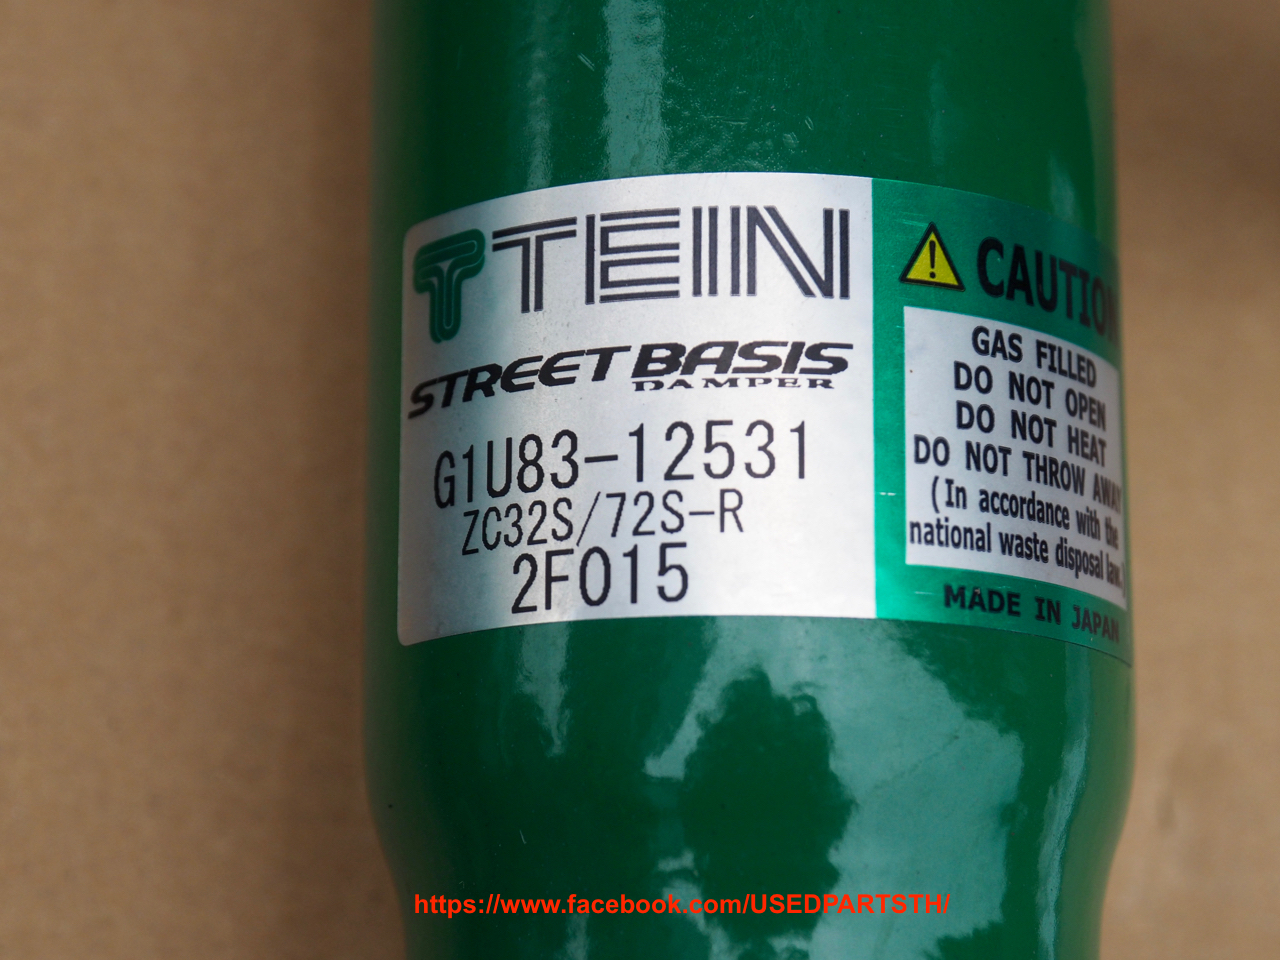 TEIN
STREET BASIS
DAMPER
G1U83-12531
ZC32S/72S-R
2F015
CAUTION
GAS FILLED
DO NOT OPEN
DO NOT HEAT
DO NOT THROW AWAY
(In accordance with the
national waste disposal law.)
MADE IN JAPAN
https://www.facebook.com/USEDPARTSTH/